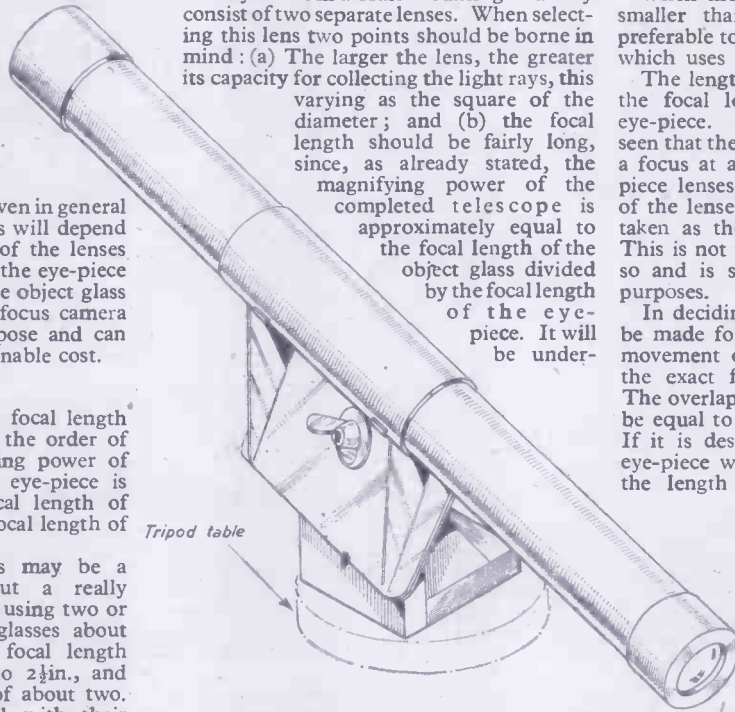 ven in general
s will depend
of the lenses
the eye-piece
e object glass
focus camera
pose and can
nable cost.
focal length
the order of
ing power of
eye-piece is
cal length of
ocal length of
s may be a
ut a really
using two or
glasses about
focal length
o 2½in., and
of about two.
consist of two separate lenses. When select-
ing this lens two points should be borne in
mind : (a) The larger the lens, the greater
its capacity for collecting the light rays, this
varying as the square of the
diameter ; and (b) the focal
length should be fairly long,
since, as already stated, the
magnifying power of the
completed telescope is
approximately equal to
the focal length of the
object glass divided
by the focal length
of the eye-
piece. It will
be under-
Tripod table
smaller than
preferable to
which uses
The length
the focal le
eye-piece.
seen that the
a focus at a
piece lenses
of the lense
taken as the
This is not
so and is s
purposes.
In decidin
be made fo
movement o
the exact f
The overlap
be equal to
If it is des
eye-piece w
the length